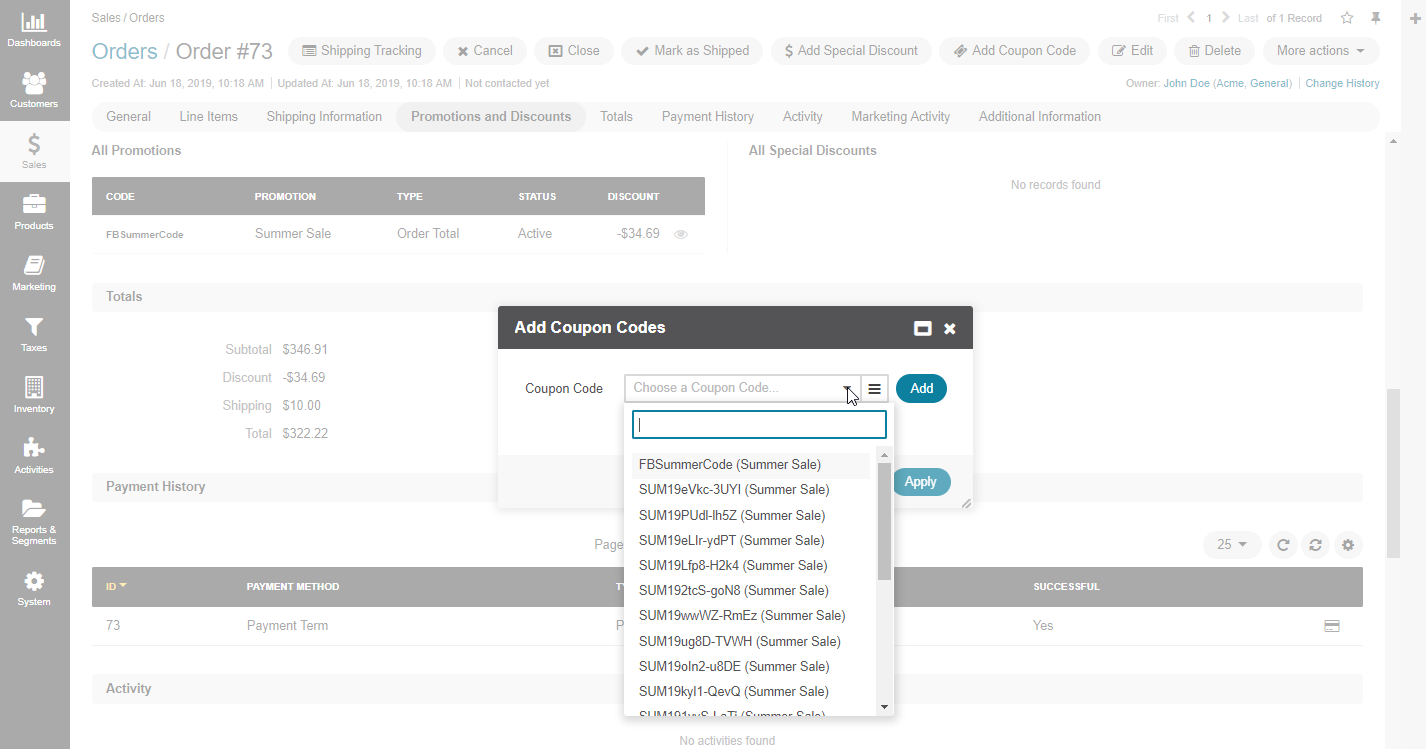 Dashboards
Customers
Sales
Products
Marketing
Taxes
Inventory
Activities
Reports &
Segments
System
Sales / Orders
First 1 Last of 1 Record
Orders / Order #73
Shipping Tracking Cancel Close Mark as Shipped $ Add Special Discount Add Coupon Code Edit Delete More actions
Created At: Jun 18, 2019, 10:18 AM | Updated At: Jun 18, 2019, 10:18 AM | Not contacted yet
Owner: John Doe (Acme, General) | Change History
General Line Items Shipping Information Promotions and Discounts Totals Payment History Activity Marketing Activity Additional Information
All Promotions
All Special Discounts
No records found
CODE PROMOTION TYPE STATUS DISCOUNT
FBSummerCode Summer Sale Order Total Active -$34.69
Totals
Subtotal $346.91
Discount -$34.69
Shipping $10.00
Total $322.22
Add Coupon Codes
Coupon Code Choose a Coupon Code... Add
FBSummerCode (Summer Sale)
SUM19eVkc-3UYI (Summer Sale)
SUM19PUdl-lh5Z (Summer Sale)
SUM19eLIr-ydPT (Summer Sale)
SUM19Lfp8-H2k4 (Summer Sale)
SUM192tcS-goN8 (Summer Sale)
SUM19wwWZ-RmEz (Summer Sale)
SUM19ug8D-TVWH (Summer Sale)
SUM19oIn2-u8DE (Summer Sale)
SUM19kyI1-QevQ (Summer Sale)
Apply
Payment History
25
ID PAYMENT METHOD SUCCESSFUL
73 Payment Term Yes
Activity
No activities found